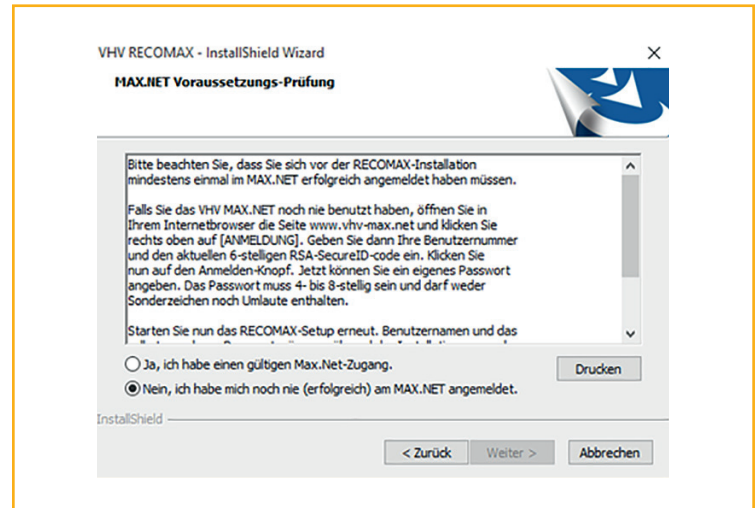 VHV RECOMAX - InstallShield Wizard
MAX.NET Voraussetzungs-Prüfung
Bitte beachten Sie, dass Sie sich vor der RECOMAX-Installation
mindestens einmal im MAX.NET erfolgreich angemeldet haben müssen.
Falls Sie das VHV MAX.NET noch nie benutzt haben, öffnen Sie in
Ihrem Internetbrowser die Seite www.vhv-max.net und klicken Sie
rechts oben auf [ANMELDUNG]. Geben Sie dann Ihre Benutzernummer
und den aktuellen 6-stelligen RSA-SecureID-code ein. Klicken Sie
nun auf den Anmelden-Knopf. Jetzt können Sie ein eigenes Passwort
angeben. Das Passwort muss 4- bis 8-stellig sein und darf weder
Sonderzeichen noch Umlaute enthalten.
Starten Sie nun das RECOMAX-Setup erneut. Benutzernamen und das
Ja, ich habe einen gültigen Max.Net-Zugang.
Drucken
Nein, ich habe mich noch nie (erfolgreich) am MAX.NET angemeldet.
InstallShield
< Zurück Weiter > Abbrechen